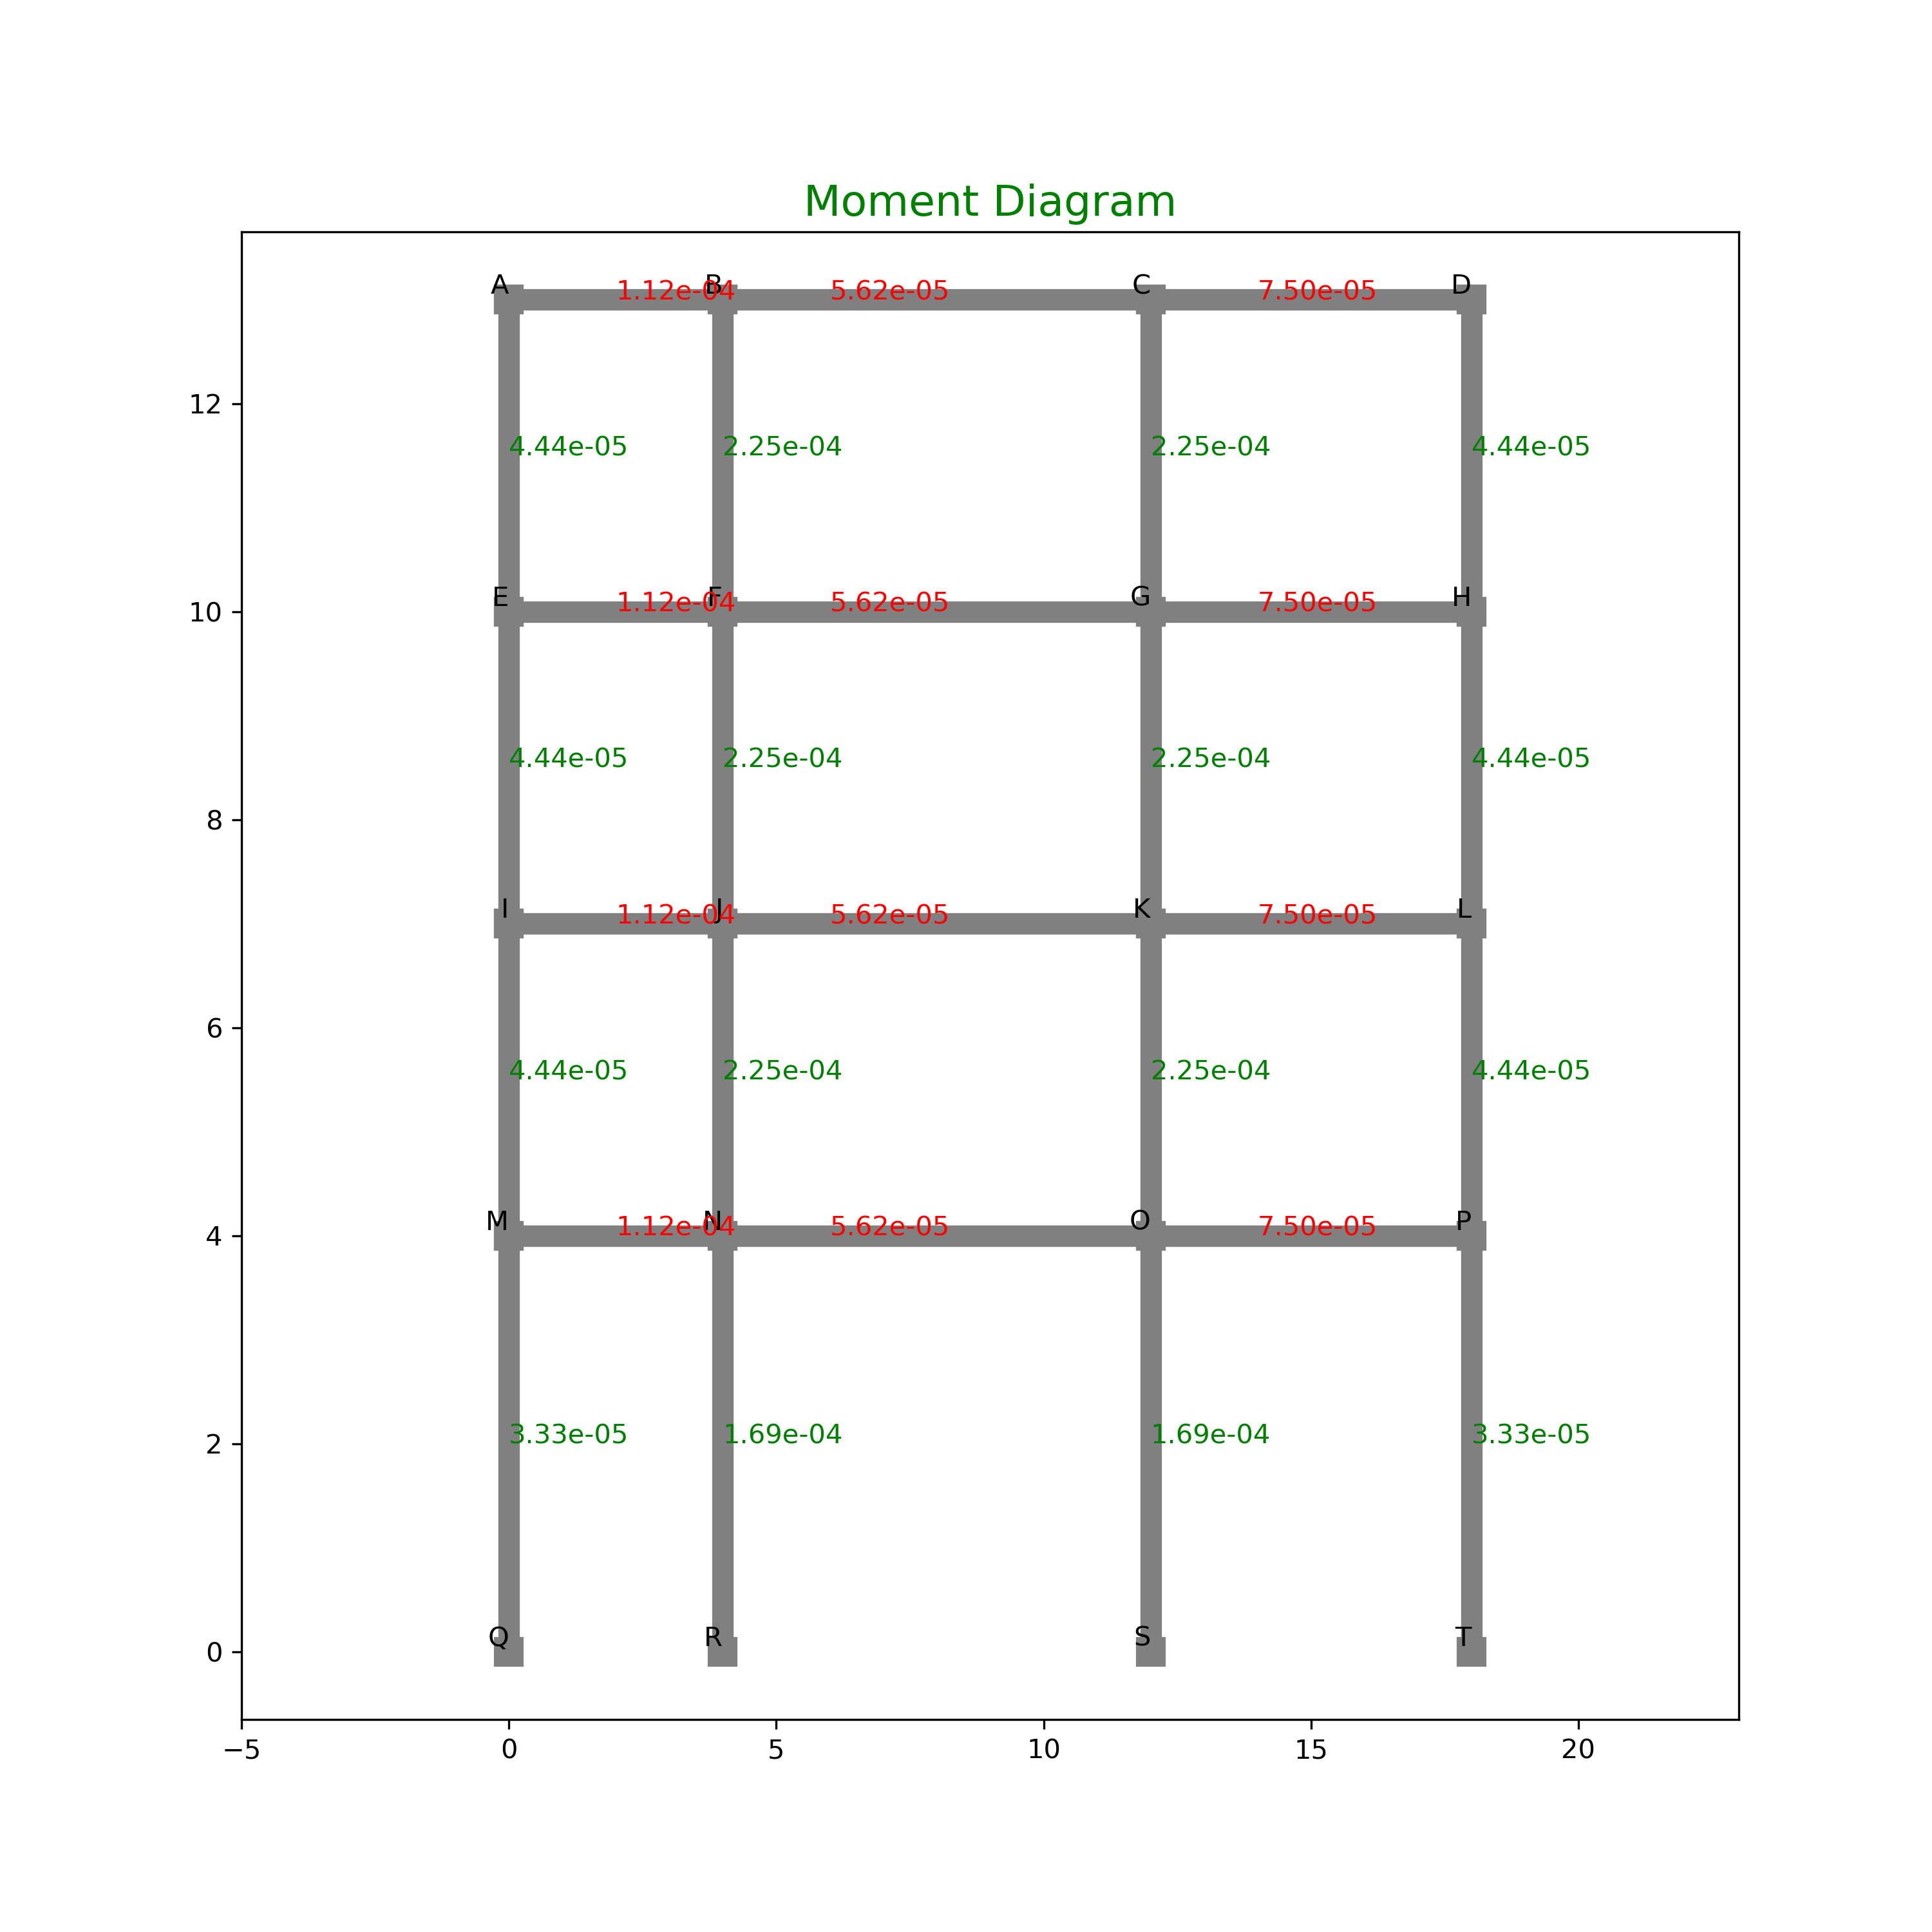 Moment Diagram
A 1.12e-04 B 5.62e-05 C 7.50e-05 D
12
4.44e-05 2.25e-04 2.25e-04 4.44e-05
E 1.12e-04 F 5.62e-05 G 7.50e-05 H
10
4.44e-05 2.25e-04 2.25e-04 4.44e-05
8
I 1.12e-04 J 5.62e-05 K 7.50e-05 L
6
4.44e-05 2.25e-04 2.25e-04 4.44e-05
M 1.12e-04 N 5.62e-05 O 7.50e-05 P
4
3.33e-05 1.69e-04 1.69e-04 3.33e-05
2
Q R S T
0
−5 0 5 10 15 20